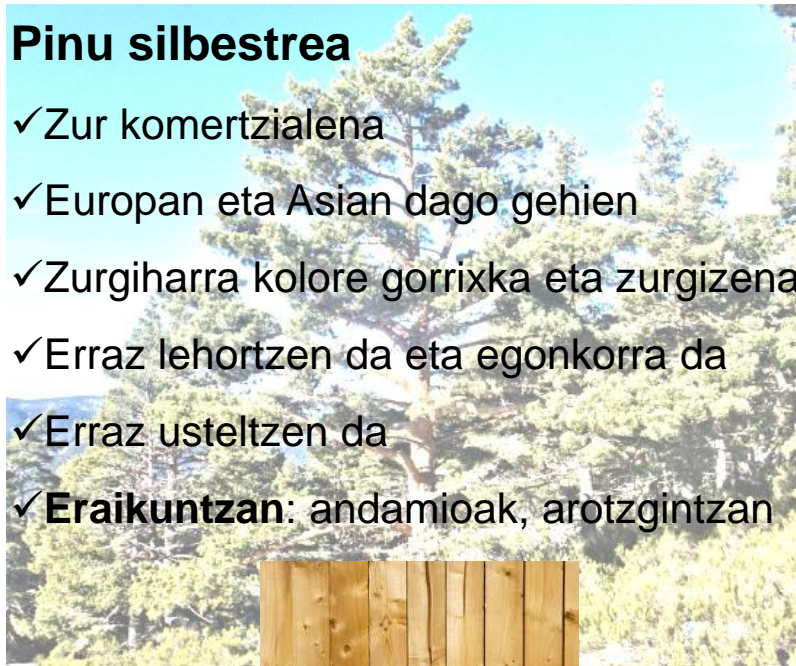 Pinu silbestrea
✓Zur komertzialena
✓Europan eta Asian dago gehien
✓Zurgiharra kolore gorrixka eta zurgizena
✓Erraz lehortzen da eta egonkorra da
✓Erraz usteltzen da
✓Eraikuntzan: andamioak, arotzgintzan